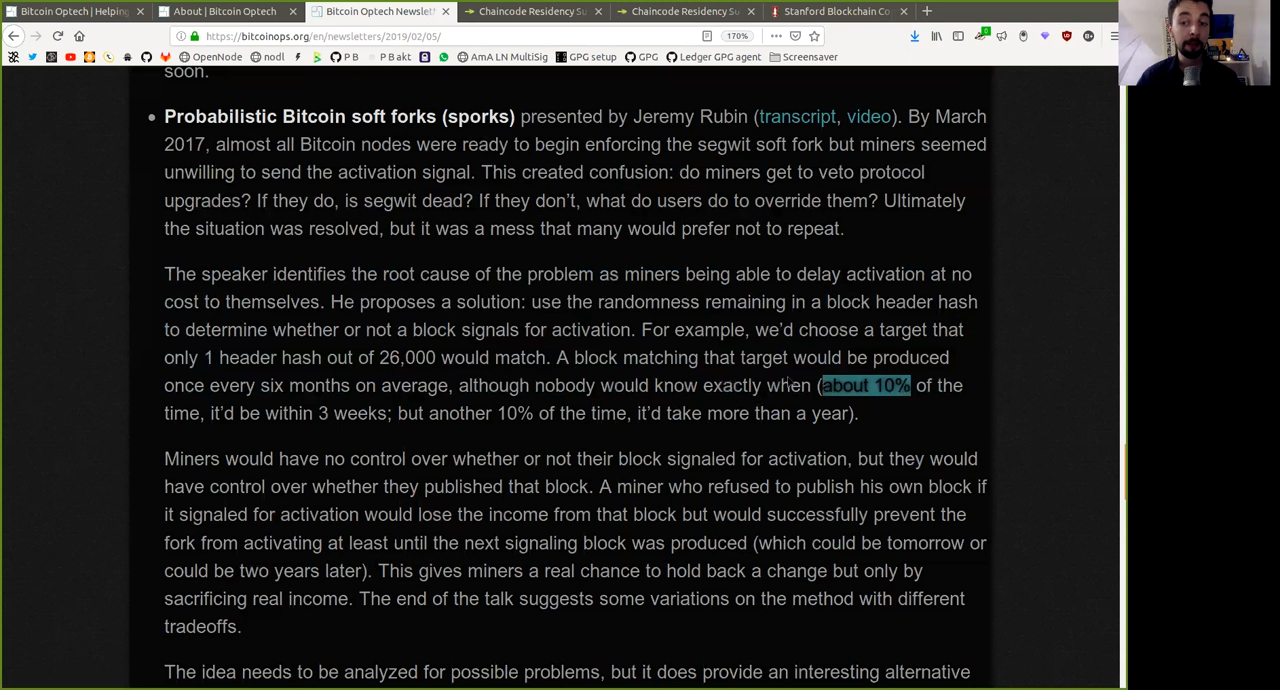 Bitcoin Optech | Helping
About | Bitcoin Optech
Bitcoin Optech Newslett
Chaincode Residency Su
Chaincode Residency Su
Stanford Blockchain Co
https://bitcoinops.org/en/newsletters/2019/02/05/
170%
OpenNode
nodl
P B
P B akt
AmA LN MultiSig
GPG setup
GPG
Ledger GPG agent
Screensaver
soon.
Probabilistic Bitcoin soft forks (sporks) presented by Jeremy Rubin (transcript, video). By March
2017, almost all Bitcoin nodes were ready to begin enforcing the segwit soft fork but miners seemed
unwilling to send the activation signal. This created confusion: do miners get to veto protocol
upgrades? If they do, is segwit dead? If they don’t, what do users do to override them? Ultimately
the situation was resolved, but it was a mess that many would prefer not to repeat.
The speaker identifies the root cause of the problem as miners being able to delay activation at no
cost to themselves. He proposes a solution: use the randomness remaining in a block header hash
to determine whether or not a block signals for activation. For example, we’d choose a target that
only 1 header hash out of 26,000 would match. A block matching that target would be produced
once every six months on average, although nobody would know exactly when (about 10% of the
time, it’d be within 3 weeks; but another 10% of the time, it’d take more than a year).
Miners would have no control over whether or not their block signaled for activation, but they would
have control over whether they published that block. A miner who refused to publish his own block if
it signaled for activation would lose the income from that block but would successfully prevent the
fork from activating at least until the next signaling block was produced (which could be tomorrow or
could be two years later). This gives miners a real chance to hold back a change but only by
sacrificing real income. The end of the talk suggests some variations on the method with different
tradeoffs.
The idea needs to be analyzed for possible problems, but it does provide an interesting alternative